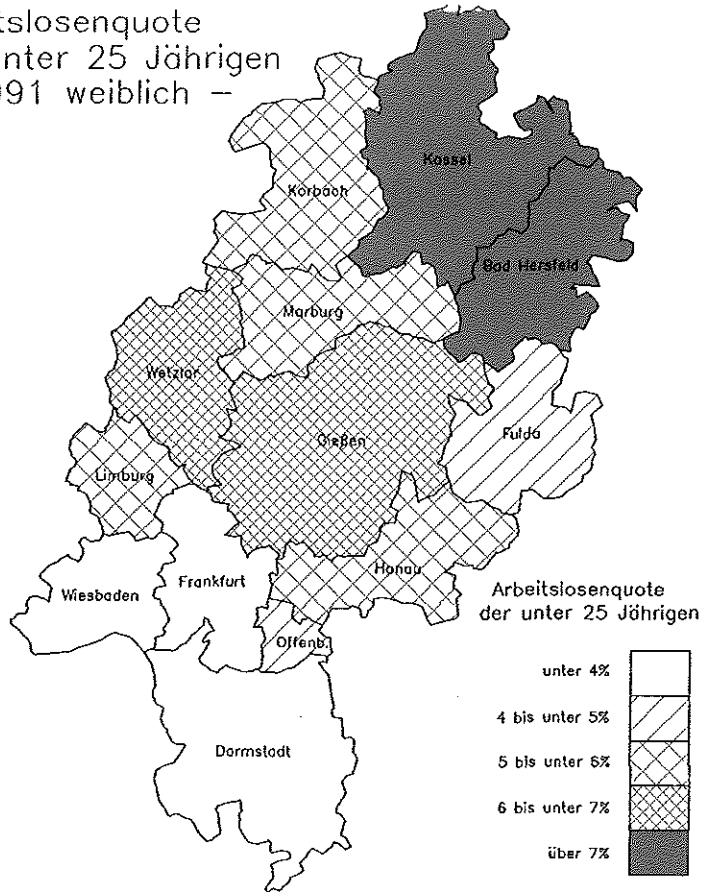 tslosenquote
nter 25 Jährigen
991 weiblich –
Kassel
Korbach
Bad Hersfeld
Marburg
Wetzlar
Gießen
Fulda
Limburg
Hanau
Wiesbaden
Frankfurt
Offenb.
Darmstadt
Arbeitslosenquote
der unter 25 Jährigen
unter 4%
4 bis unter 5%
5 bis unter 6%
6 bis unter 7%
über 7%